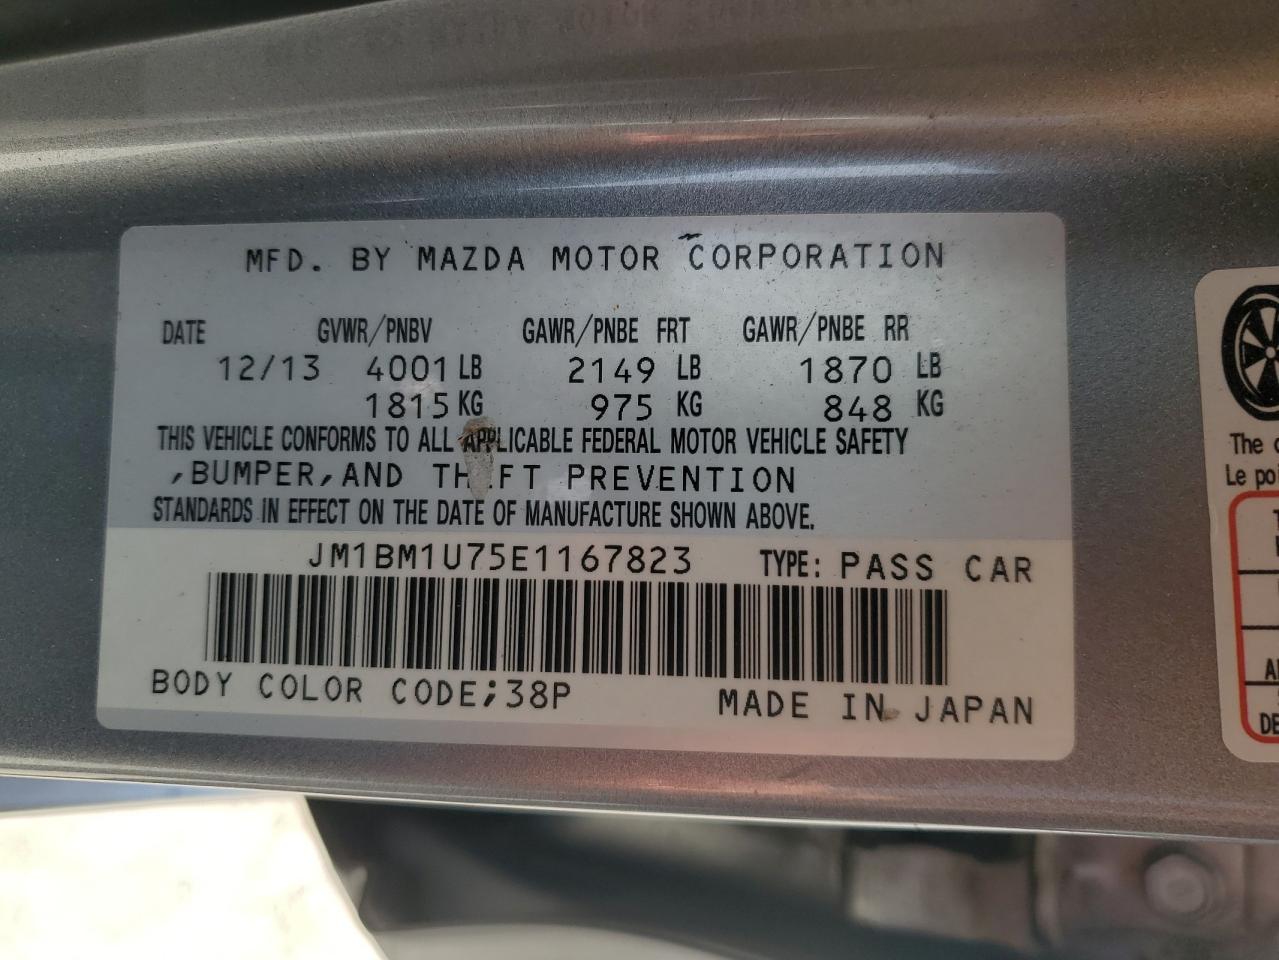 MFD. BY MAZDA MOTOR CORPORATION
DATE GVWR/PNBV GAWR/PNBE FRT GAWR/PNBE RR
12/13 4001 LB 2149 LB 1870 LB
1815 KG 975 KG 848 KG
THIS VEHICLE CONFORMS TO ALL APPLICABLE FEDERAL MOTOR VEHICLE SAFETY
,BUMPER,AND THEFT PREVENTION
STANDARDS IN EFFECT ON THE DATE OF MANUFACTURE SHOWN ABOVE.
JM1BM1U75E1167823 TYPE: PASS CAR
BODY COLOR CODE;38P MADE IN JAPAN
The
Le